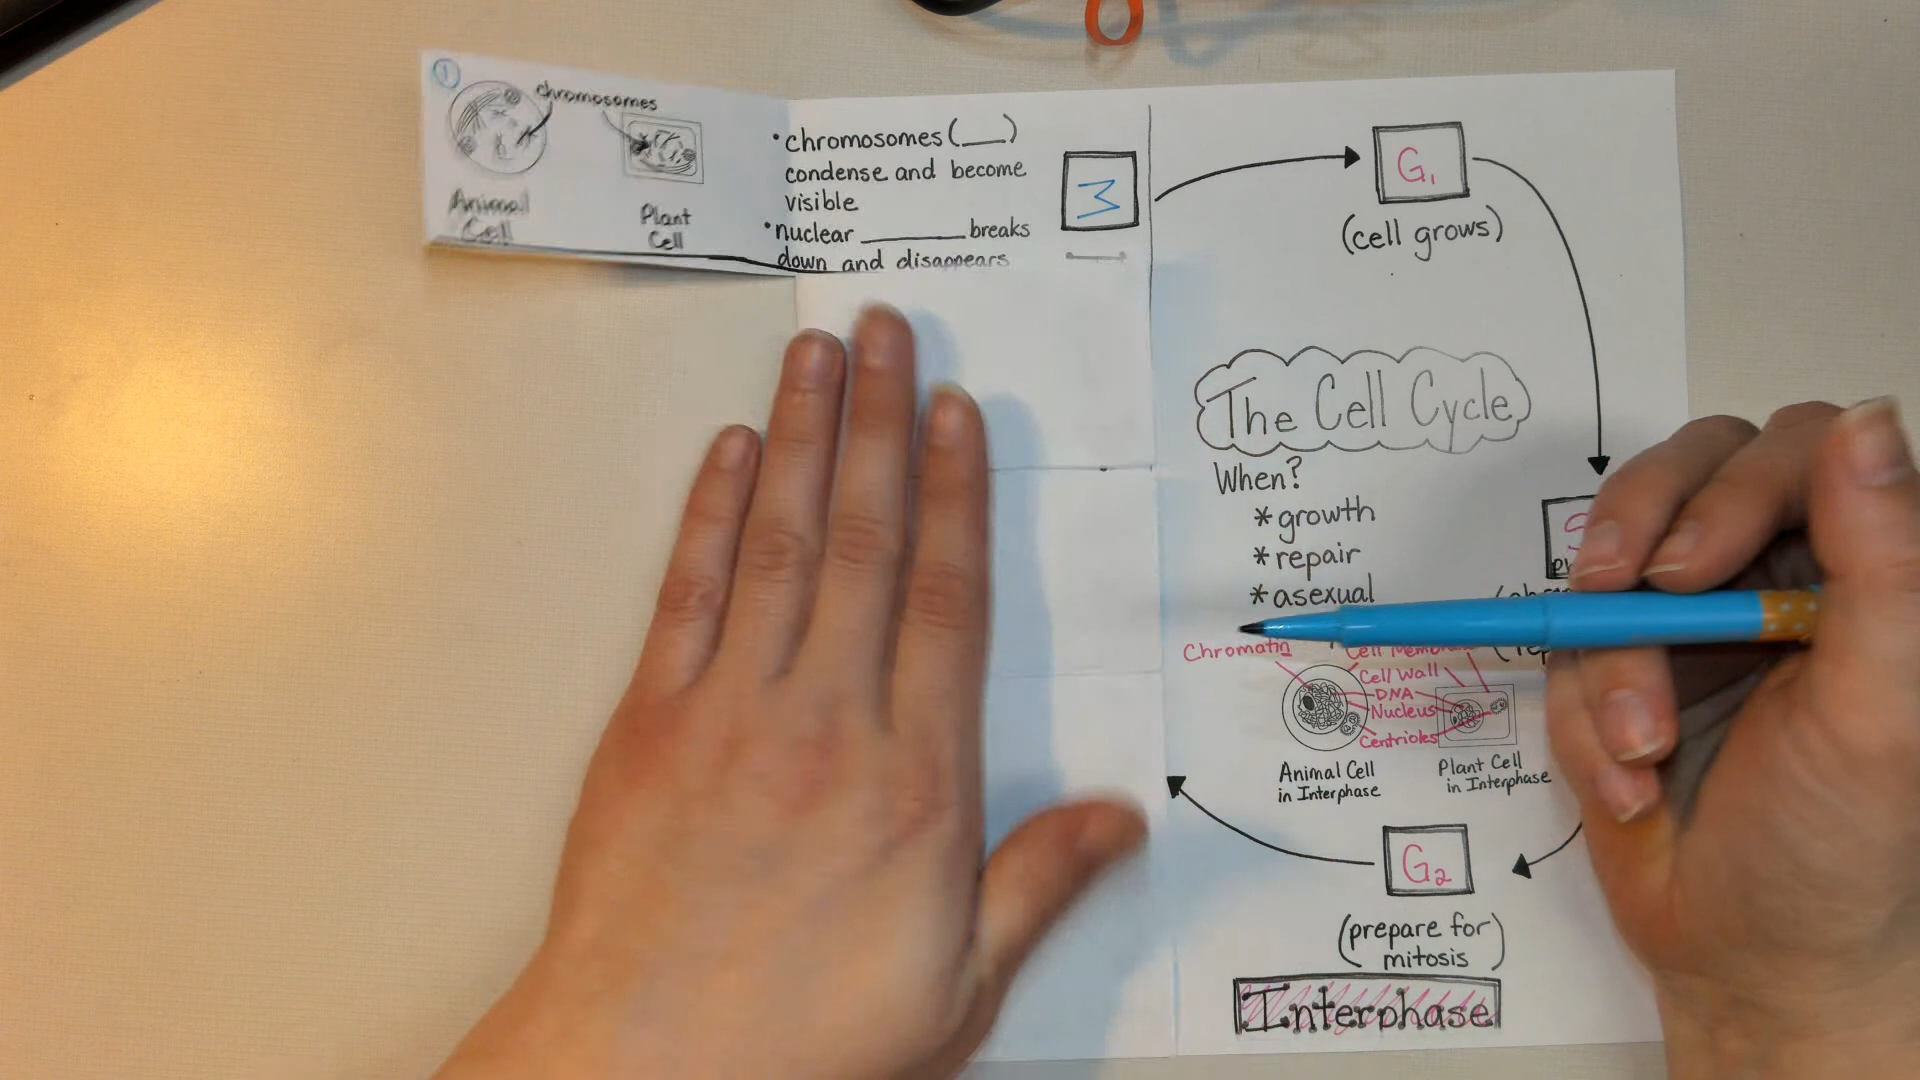 1
chromosomes
Animal
Cell
Plant
Cell
• chromosomes (___)
condense and become
visible
• nuclear ________ breaks
down and disappears
M
G1
(cell grows)
The Cell Cycle
When?
* growth
* repair
* asexual
S
Chromatin
Cell Wall
DNA
Nucleus
Centrioles
Animal Cell
in Interphase
Plant Cell
in Interphase
G2
(prepare for
mitosis)
Interphase